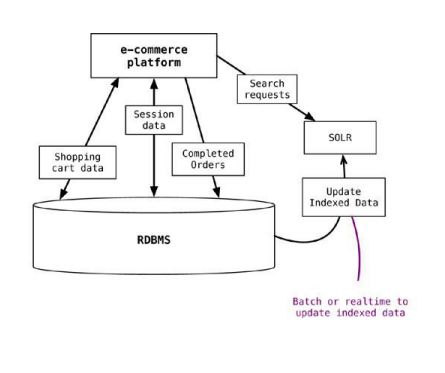 e-commerce
platform
Search
requests
Session
data
SOLR
Shopping
cart data
Completed
Orders
Update
Indexed Data
RDBMS
Batch or realtime to
update indexed data